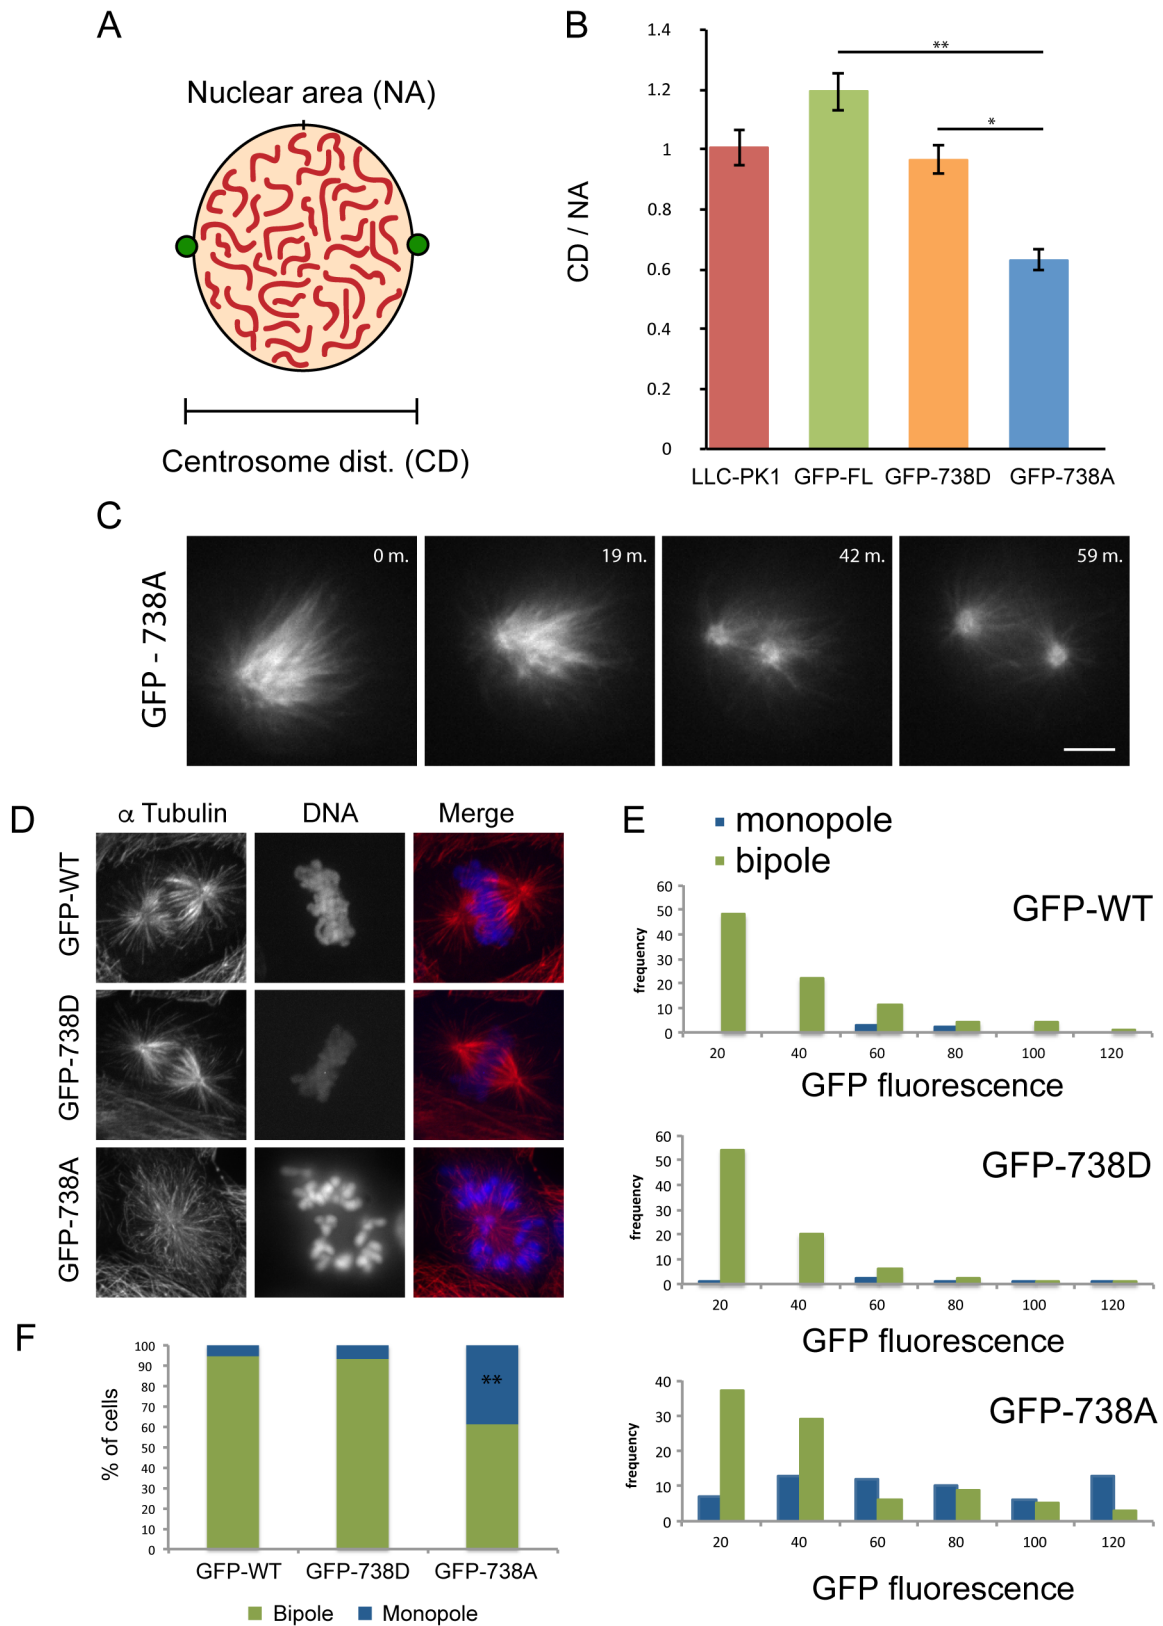 A
Nuclear area (NA)
Centrosome dist. (CD)
B
1.4
1.2
1
0.8
0.6
0.4
0.2
0
CD / NA
**
*
LLC-PK1 GFP-FL GFP-738D GFP-738A
C
GFP - 738A
0 m.
19 m.
42 m.
59 m.
D
α Tubulin DNA Merge
GFP-WT
GFP-738D
GFP-738A
E
monopole
bipole
GFP-WT
frequency
60
50
40
30
20
10
0
20 40 60 80 100 120
GFP fluorescence
GFP-738D
frequency
60
50
40
30
20
10
0
20 40 60 80 100 120
GFP fluorescence
GFP-738A
frequency
40
30
20
10
0
20 40 60 80 100 120
GFP fluorescence
F
% of cells
100
90
80
70
60
50
40
30
20
10
0
**
GFP-WT GFP-738D GFP-738A
Bipole Monopole